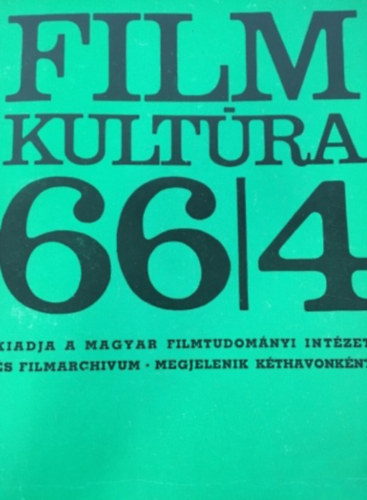 FILM
KULTÚRA
66|4
KIADJA A MAGYAR FILMTUDOMÁNYI INTÉZET
ÉS FILMARCHIVUM • MEGJELENIK KÉTHAVONKÉNT